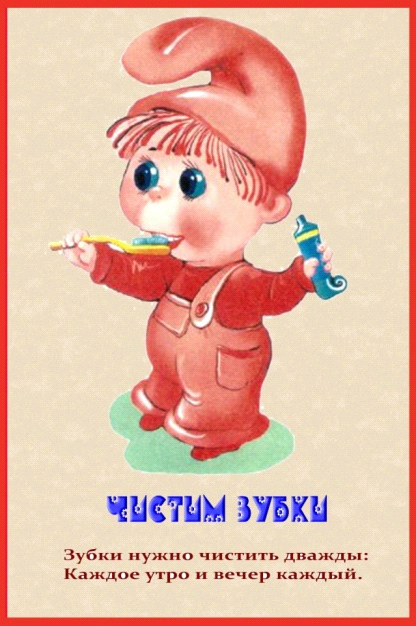 ЧИСТИМ ЗУБКИ
Зубки нужно чистить дважды:
Каждое утро и вечер каждый.